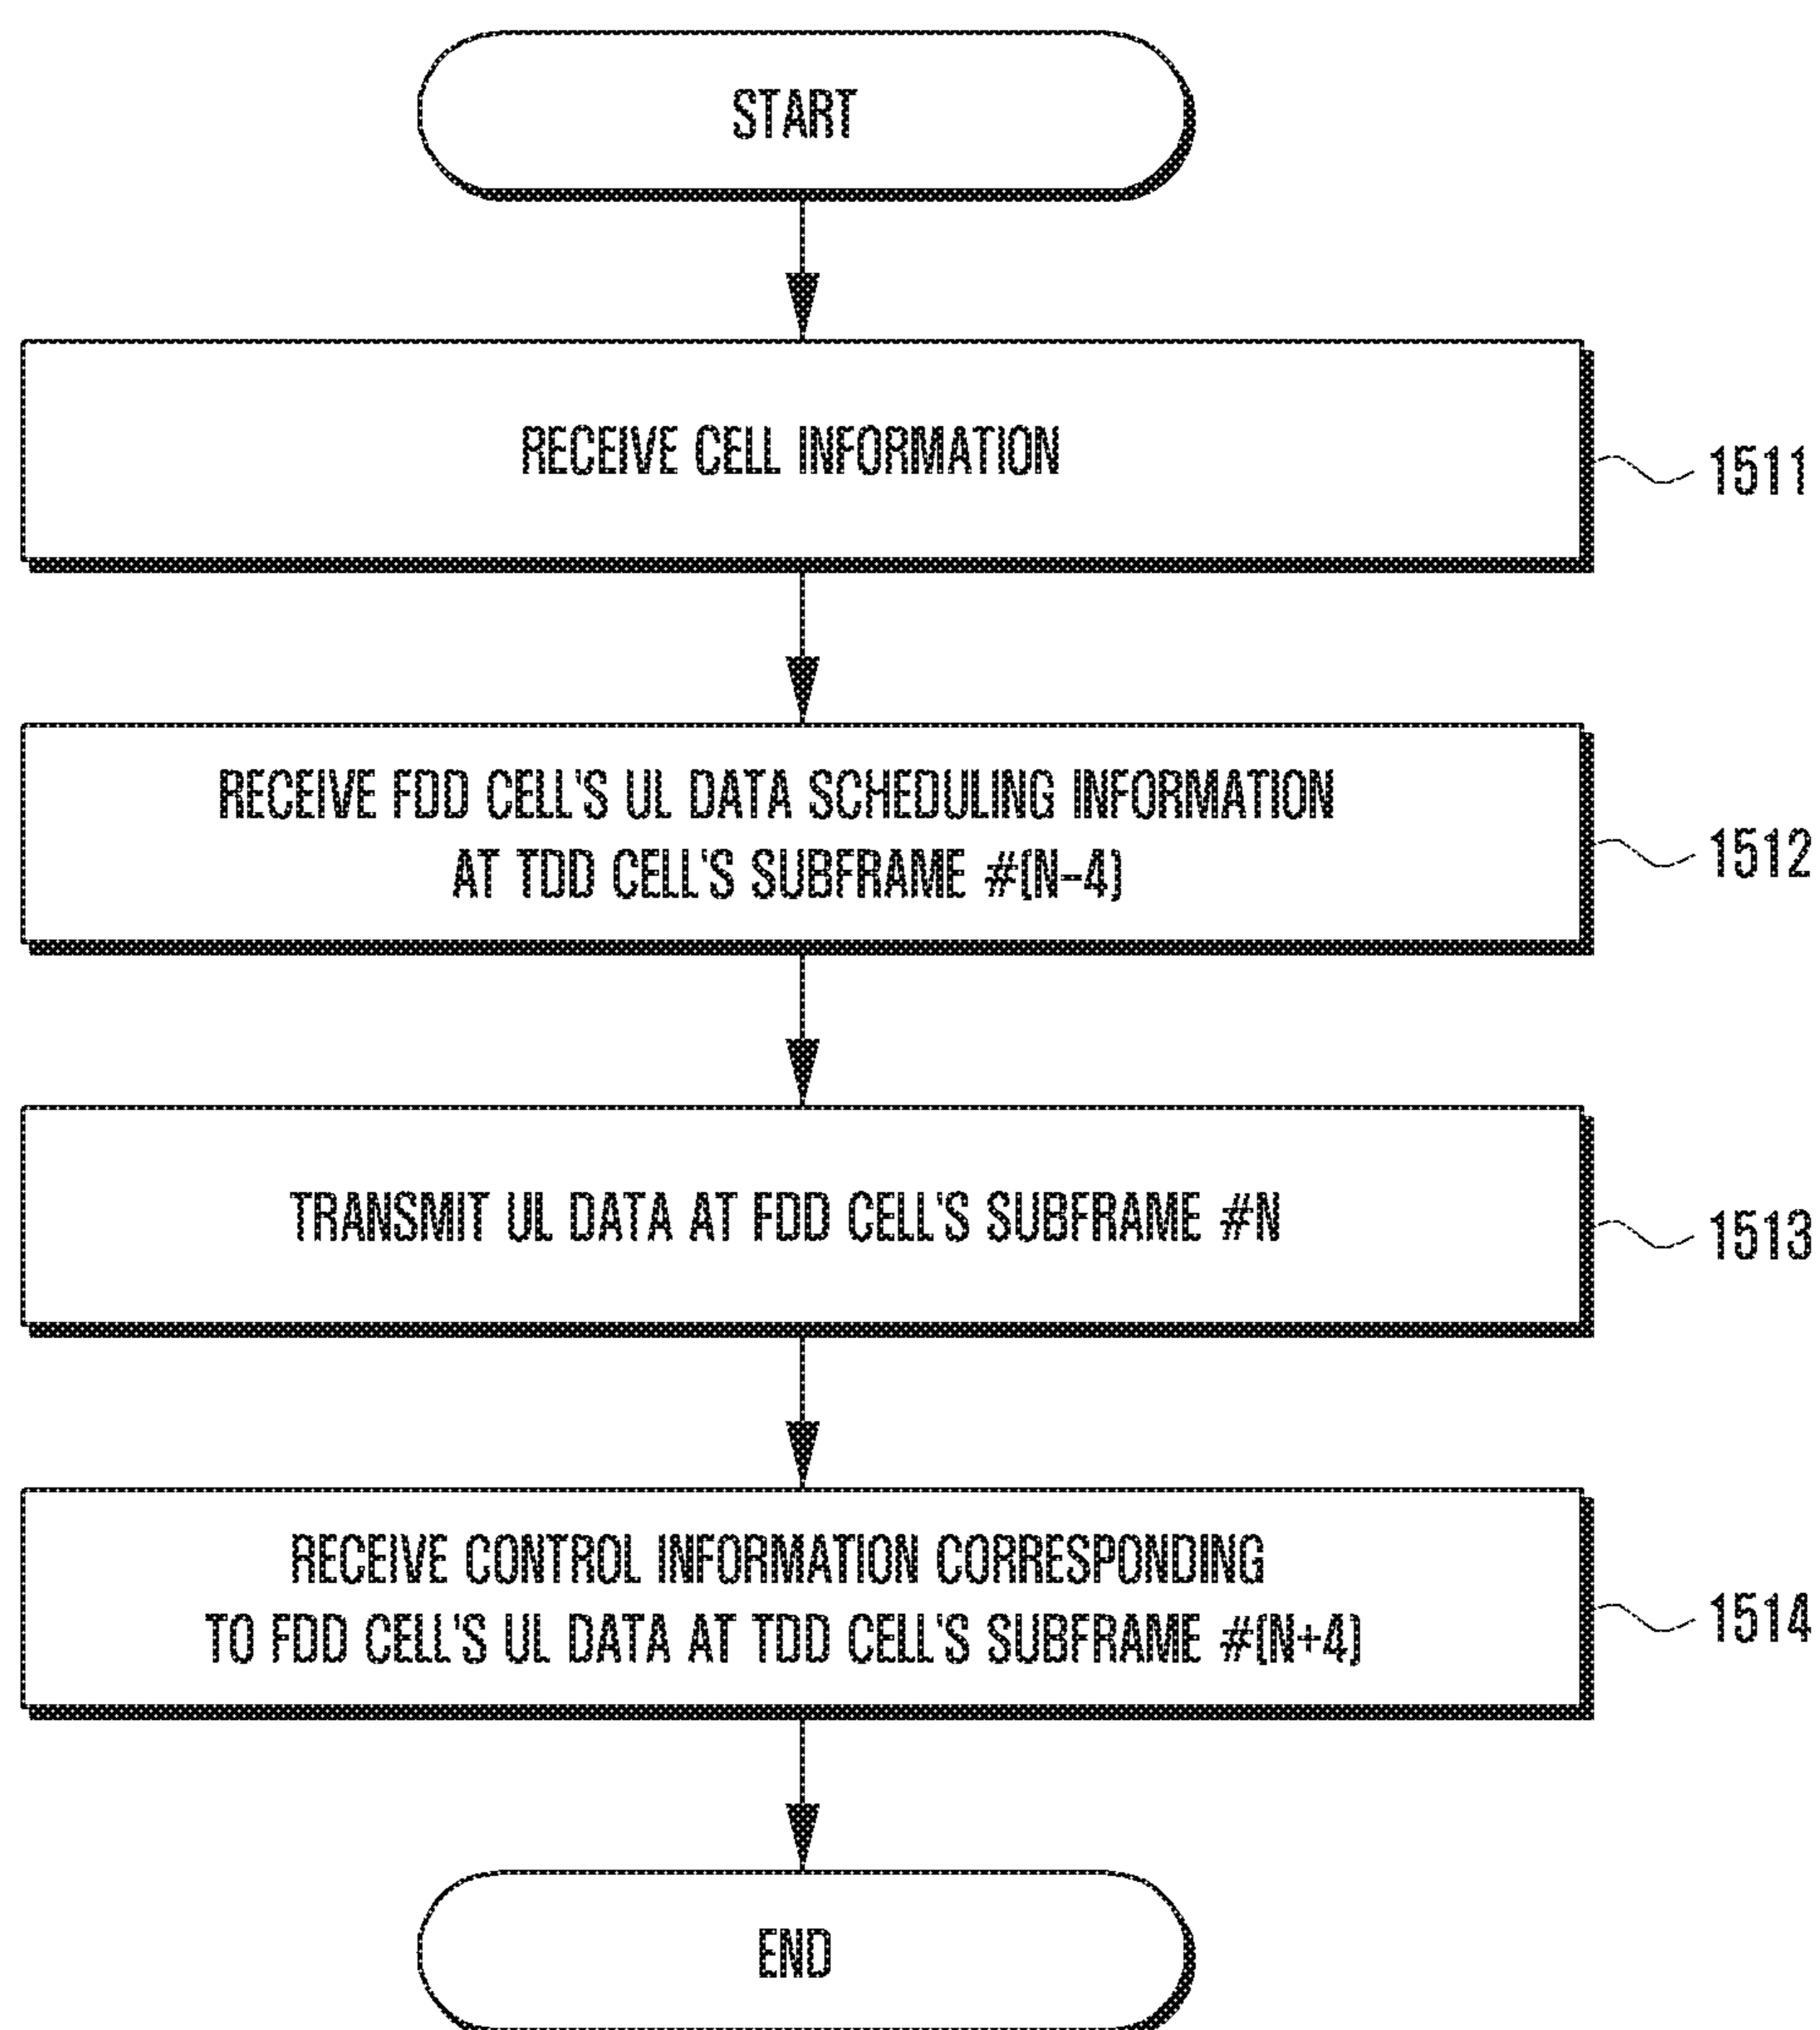 START
RECEIVE CELL INFORMATION
1511
RECEIVE FDD CELL'S UL DATA SCHEDULING INFORMATION
AT TDD CELL'S SUBFRAME #(N-4)
1512
TRANSMIT UL DATA AT FDD CELL'S SUBFRAME #N
1513
RECEIVE CONTROL INFORMATION CORRESPONDING
TO FDD CELL'S UL DATA AT TDD CELL'S SUBFRAME #(N+4)
1514
END